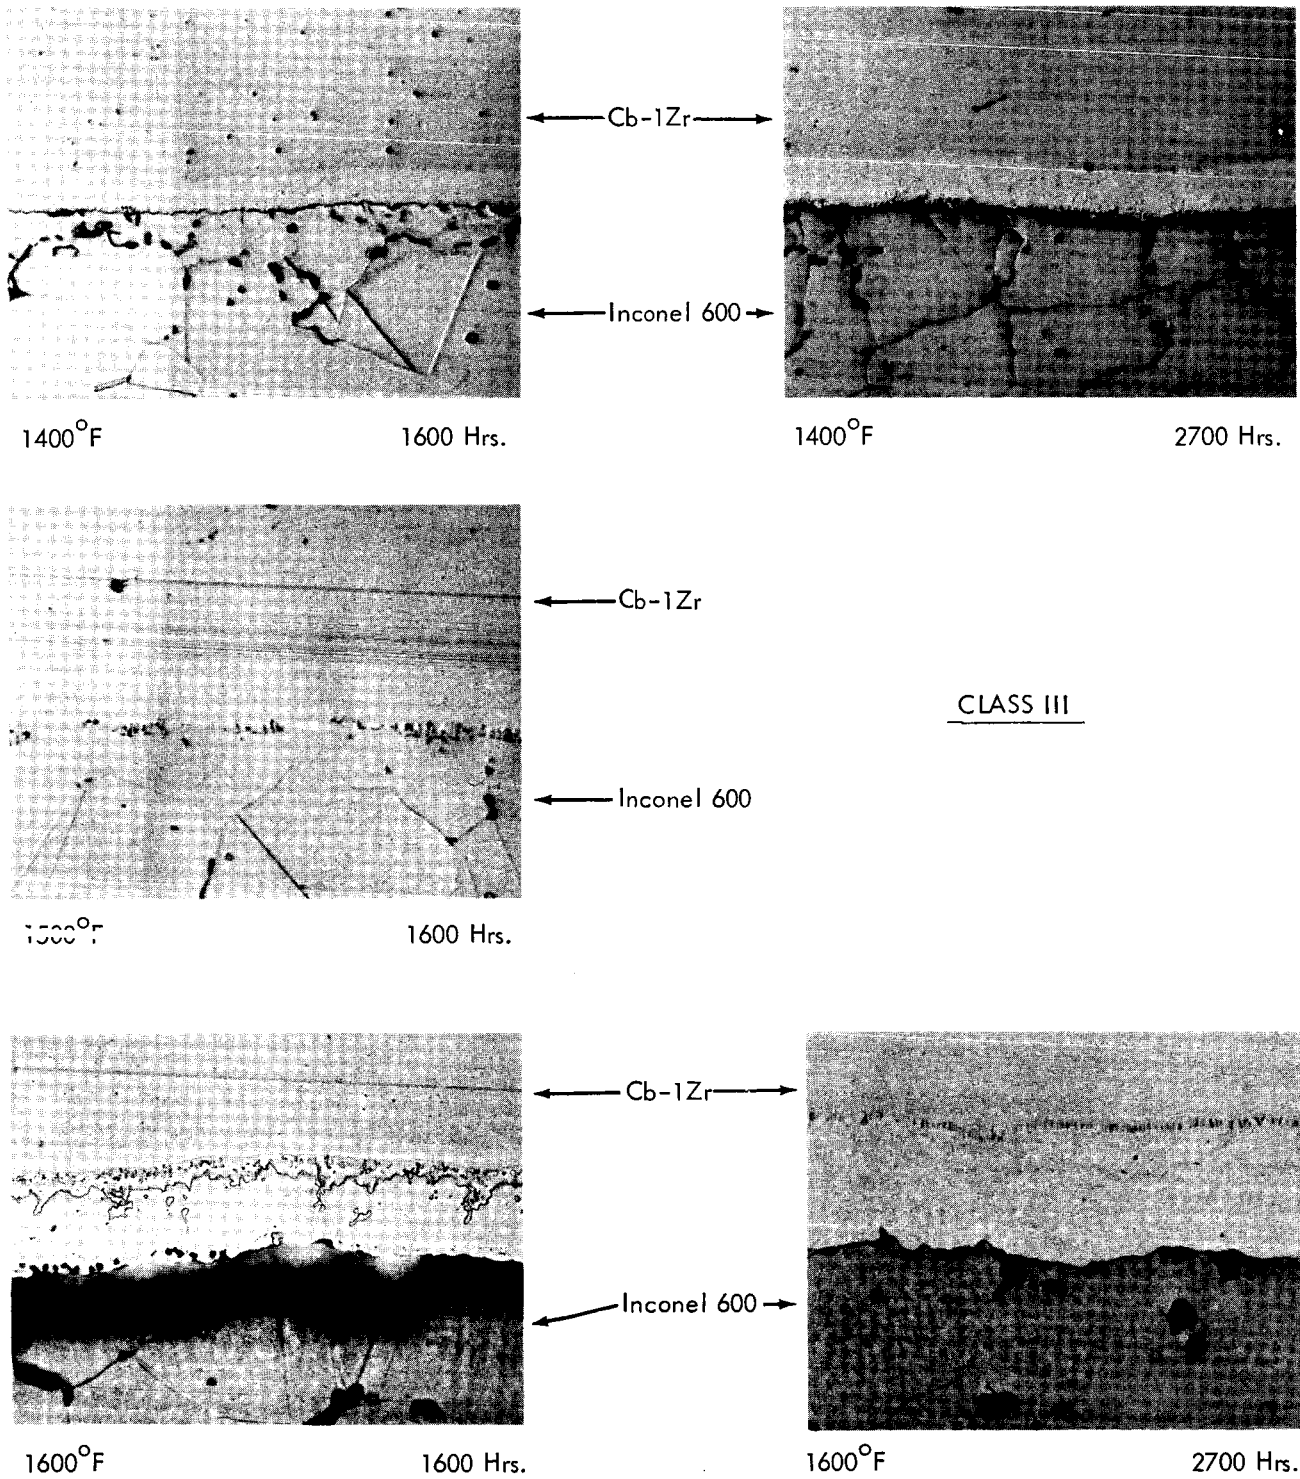 Cb-1Zr
Inconel 600
1400°F 1600 Hrs.
1400°F 2700 Hrs.
Cb-1Zr
CLASS III
Inconel 600
1600 Hrs.
Cb-1Zr
Inconel 600
1600°F 1600 Hrs.
1600°F 2700 Hrs.